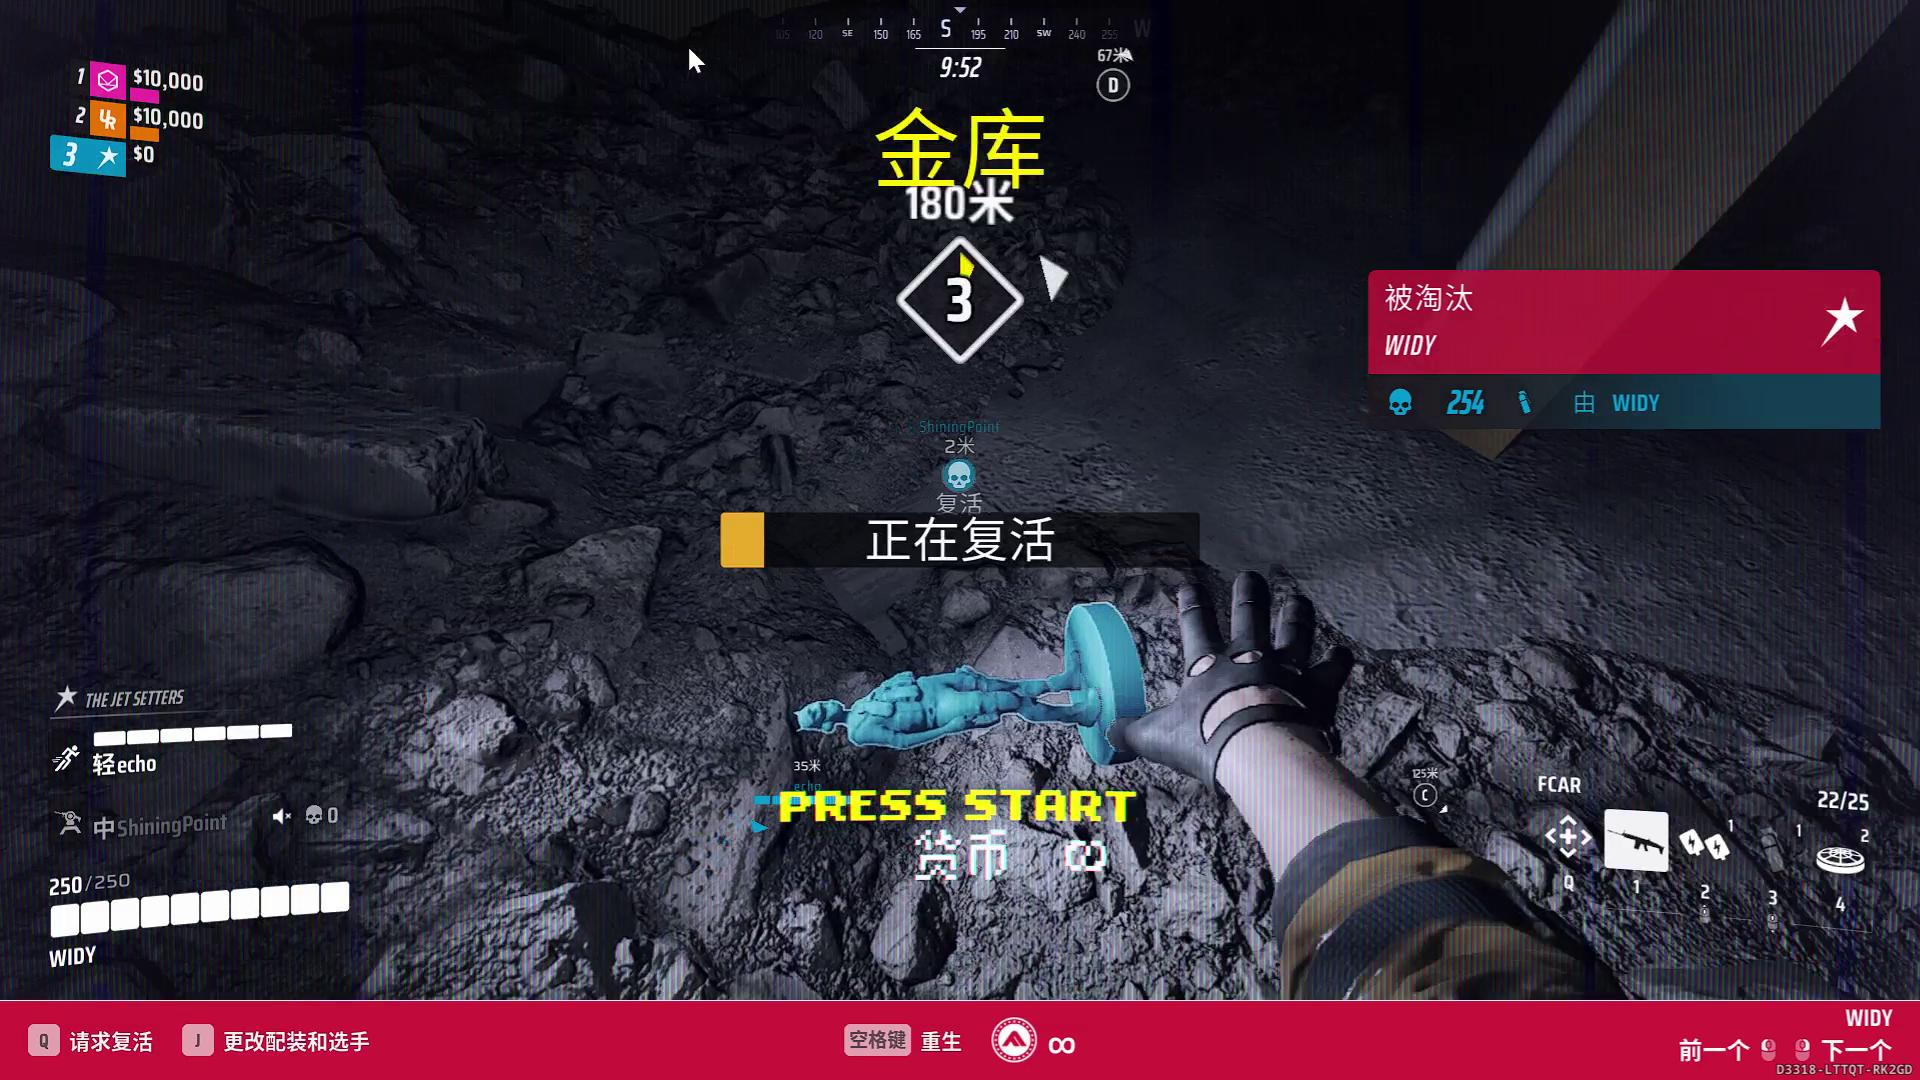 105 120 SE 150 165 S 195 210 SW 240 255 W
9:52
67米
D
1 $10,000
2 $10,000
3 $0
金库
180米
3
被淘汰
WIDY
254 由 WIDY
ShiningPoint
2米
复活
正在复活
THE JET SETTERS
轻echo
中ShiningPoint 0
250/250
WIDY
35米
echo
PRESS START
货币 ∞
125米
C
FCAR
22/25
1 1 2
Q 1 2 3 4
Q 请求复活 J 更改配装和选手
空格键 重生 ∞
WIDY
前一个 下一个
D3318-LTTQT-RK2GD